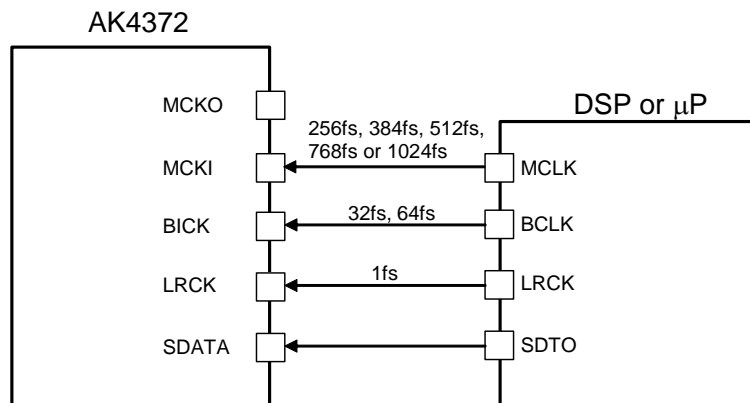 AK4372
DSP or μP
MCKO
256fs, 384fs, 512fs,
768fs or 1024fs
MCKI
MCLK
BICK
32fs, 64fs
BCLK
LRCK
1fs
LRCK
SDATA
SDTO